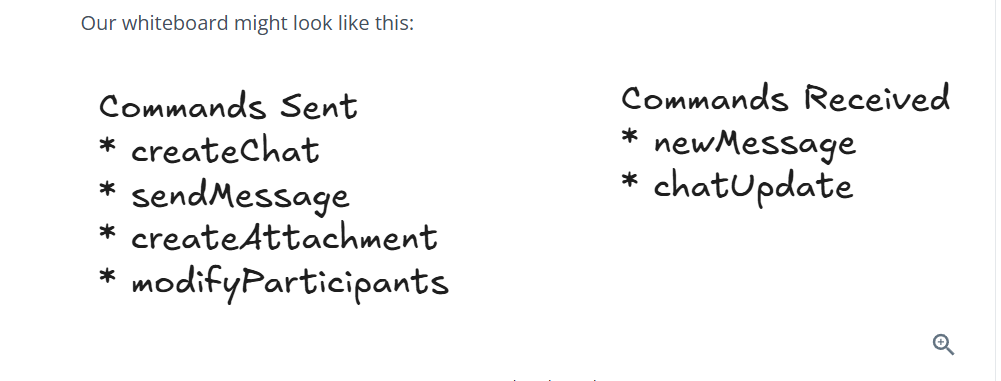 Our whiteboard might look like this:
Commands Sent
* createChat
* sendMessage
* createAttachment
* modifyParticipants
Commands Received
* newMessage
* chatUpdate